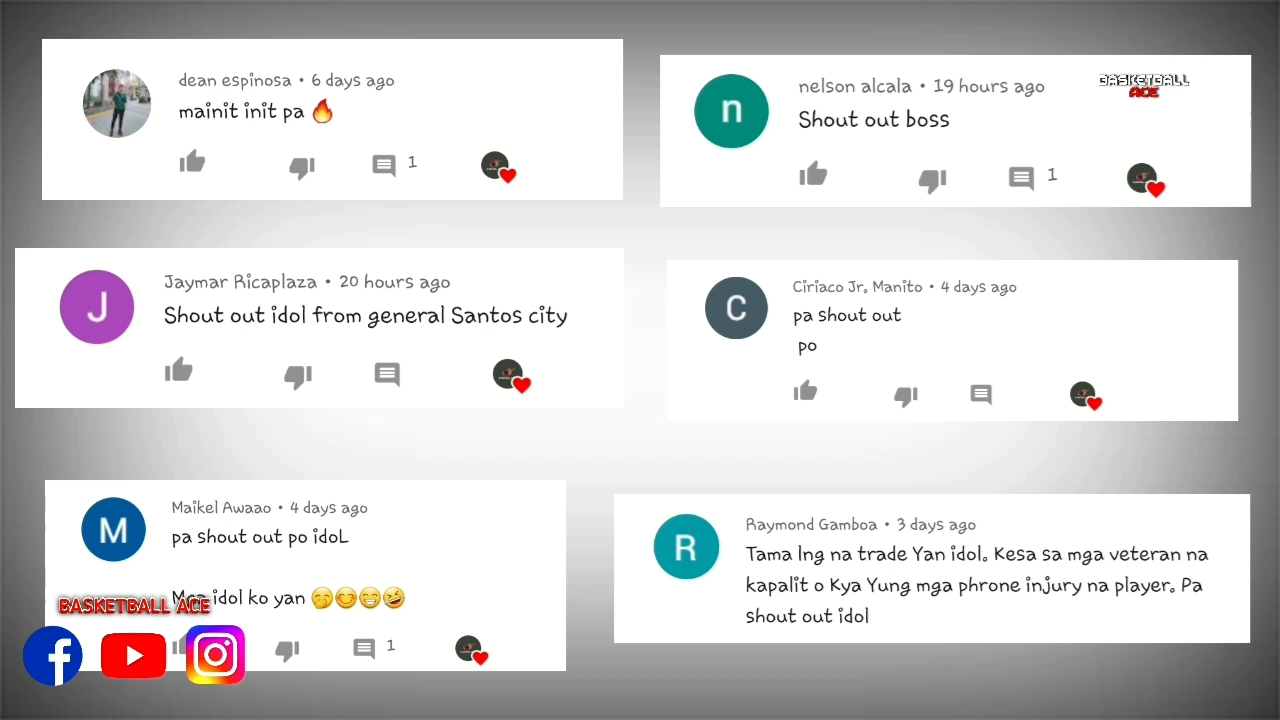 dean espinosa • 6 days ago
mainit init pa 🔥
1
nelson alcala • 19 hours ago
Shout out boss
1
BASKETBALL
ACE
J
Jaymar Ricaplaza • 20 hours ago
Shout out idol from general Santos city
n
C
Ciriaco Jr. Manito • 4 days ago
pa shout out
po
M
Maikel Awaao • 4 days ago
pa shout out po idoL
idol ko yan 🤭😊😁🤣
1
BASKETBALL ACE
R
Raymond Gamboa • 3 days ago
Tama lng na trade Yan idol. Kesa sa mga veteran na
kapalit o Kya Yung mga phrone injury na player. Pa
shout out idol